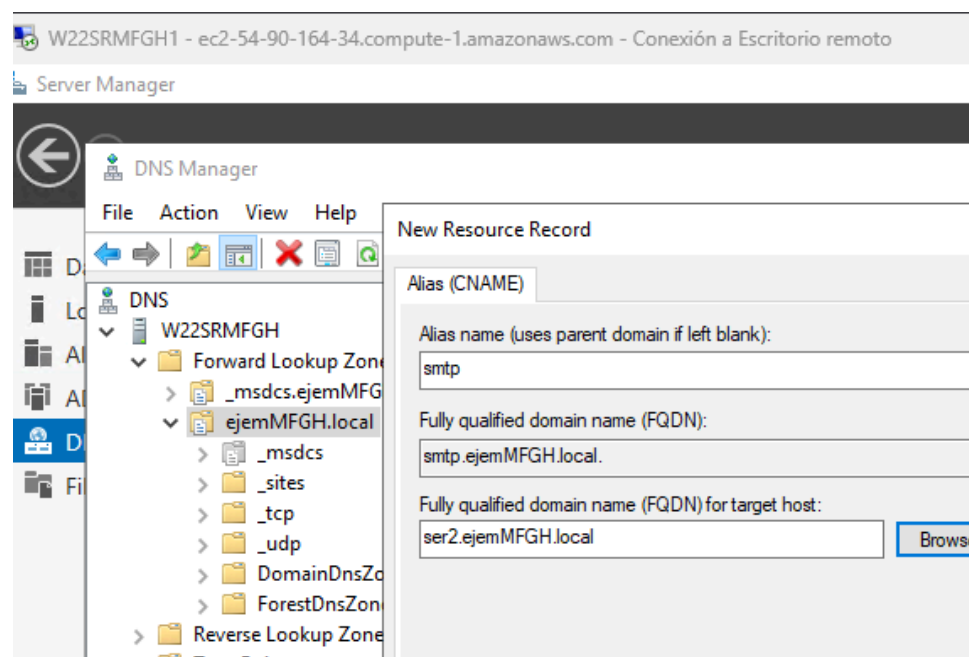 W22SRMFGH1 - ec2-54-90-164-34.compute-1.amazonaws.com - Conexión a Escritorio remoto
Server Manager
DNS Manager
File Action View Help
New Resource Record
Alias (CNAME)
DNS
W22SRMFGH
Forward Lookup Zone
_msdcs.ejemMFG
ejemMFGH.local
_msdcs
_sites
_tcp
_udp
DomainDnsZo
ForestDnsZon
Reverse Lookup Zone
Alias name (uses parent domain if left blank):
smtp
Fully qualified domain name (FQDN):
smtp.ejemMFGH.local.
Fully qualified domain name (FQDN) for target host:
ser2.ejemMFGH.local
Brows